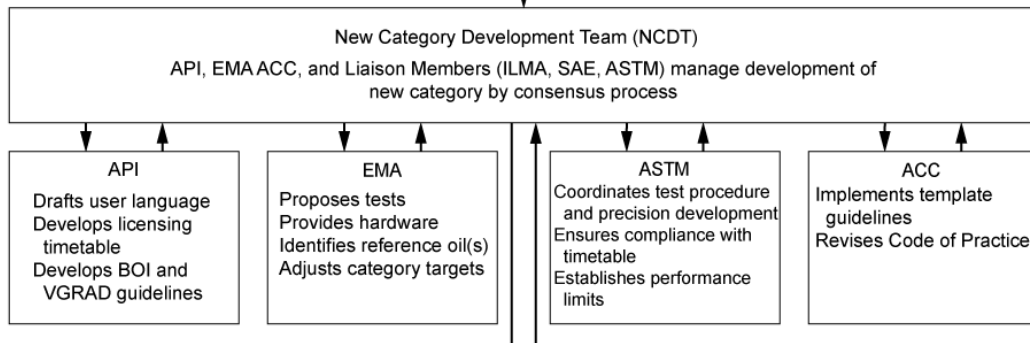 New Category Development Team (NCDT)
API, EMA ACC, and Liaison Members (ILMA, SAE, ASTM) manage development of
new category by consensus process
API
Drafts user language
Develops licensing
timetable
Develops BOI and
VGRAD guidelines
EMA
Proposes tests
Provides hardware
Identifies reference oil(s)
Adjusts category targets
ASTM
Coordinates test procedure
and precision development
Ensures compliance with
timetable
Establishes performance
limits
ACC
Implements template
guidelines
Revises Code of Practice